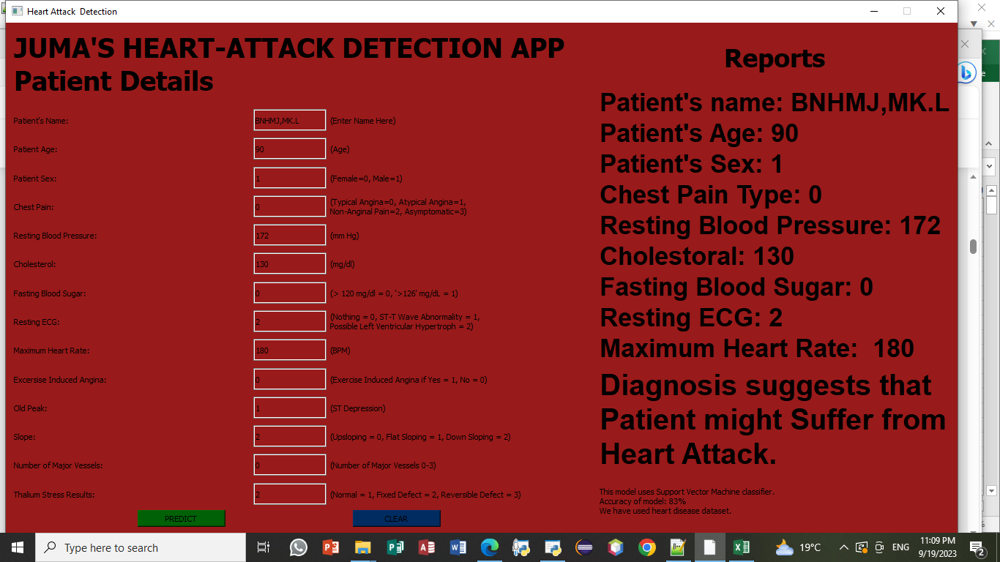 Heart Attack Detection
JUMA'S HEART-ATTACK DETECTION APP
Patient Details
Patient's Name: BNHMJ,MK.L (Enter Name Here)
Patient Age: 90 (Age)
Patient Sex: 1 (Female=0, Male=1)
Chest Pain: 0 (Typical Angina=0, Atypical Angina=1,
Non-Anginal Pain=2, Asymptomatic=3)
Resting Blood Pressure: 172 (mm Hg)
Cholesterol: 130 (mg/dl)
Fasting Blood Sugar: 0 (> 120 mg/dl = 0, '>126' mg/dL = 1)
Resting ECG: 2 (Nothing = 0, ST-T Wave Abnormality = 1,
Possible Left Ventricular Hypertroph = 2)
Maximum Heart Rate: 180 (BPM)
Excersise Induced Angina: 0 (Exercise Induced Angina if Yes = 1, No = 0)
Old Peak: 1 (ST Depression)
Slope: 2 (Upsloping = 0, Flat Sloping = 1, Down Sloping = 2)
Number of Major Vessels: 0 (Number of Major Vessels 0-3)
Thalium Stress Results: 2 (Normal = 1, Fixed Defect = 2, Reversible Defect = 3)
PREDICT CLEAR
Reports
Patient's name: BNHMJ,MK.L
Patient's Age: 90
Patient's Sex: 1
Chest Pain Type: 0
Resting Blood Pressure: 172
Cholestoral: 130
Fasting Blood Sugar: 0
Resting ECG: 2
Maximum Heart Rate: 180
Diagnosis suggests that
Patient might Suffer from
Heart Attack.
This model uses Support Vector Machine classifier.
Accuracy of model: 83%
We have used heart disease dataset.
Type here to search
19°C
ENG
11:09 PM
9/19/2023
2